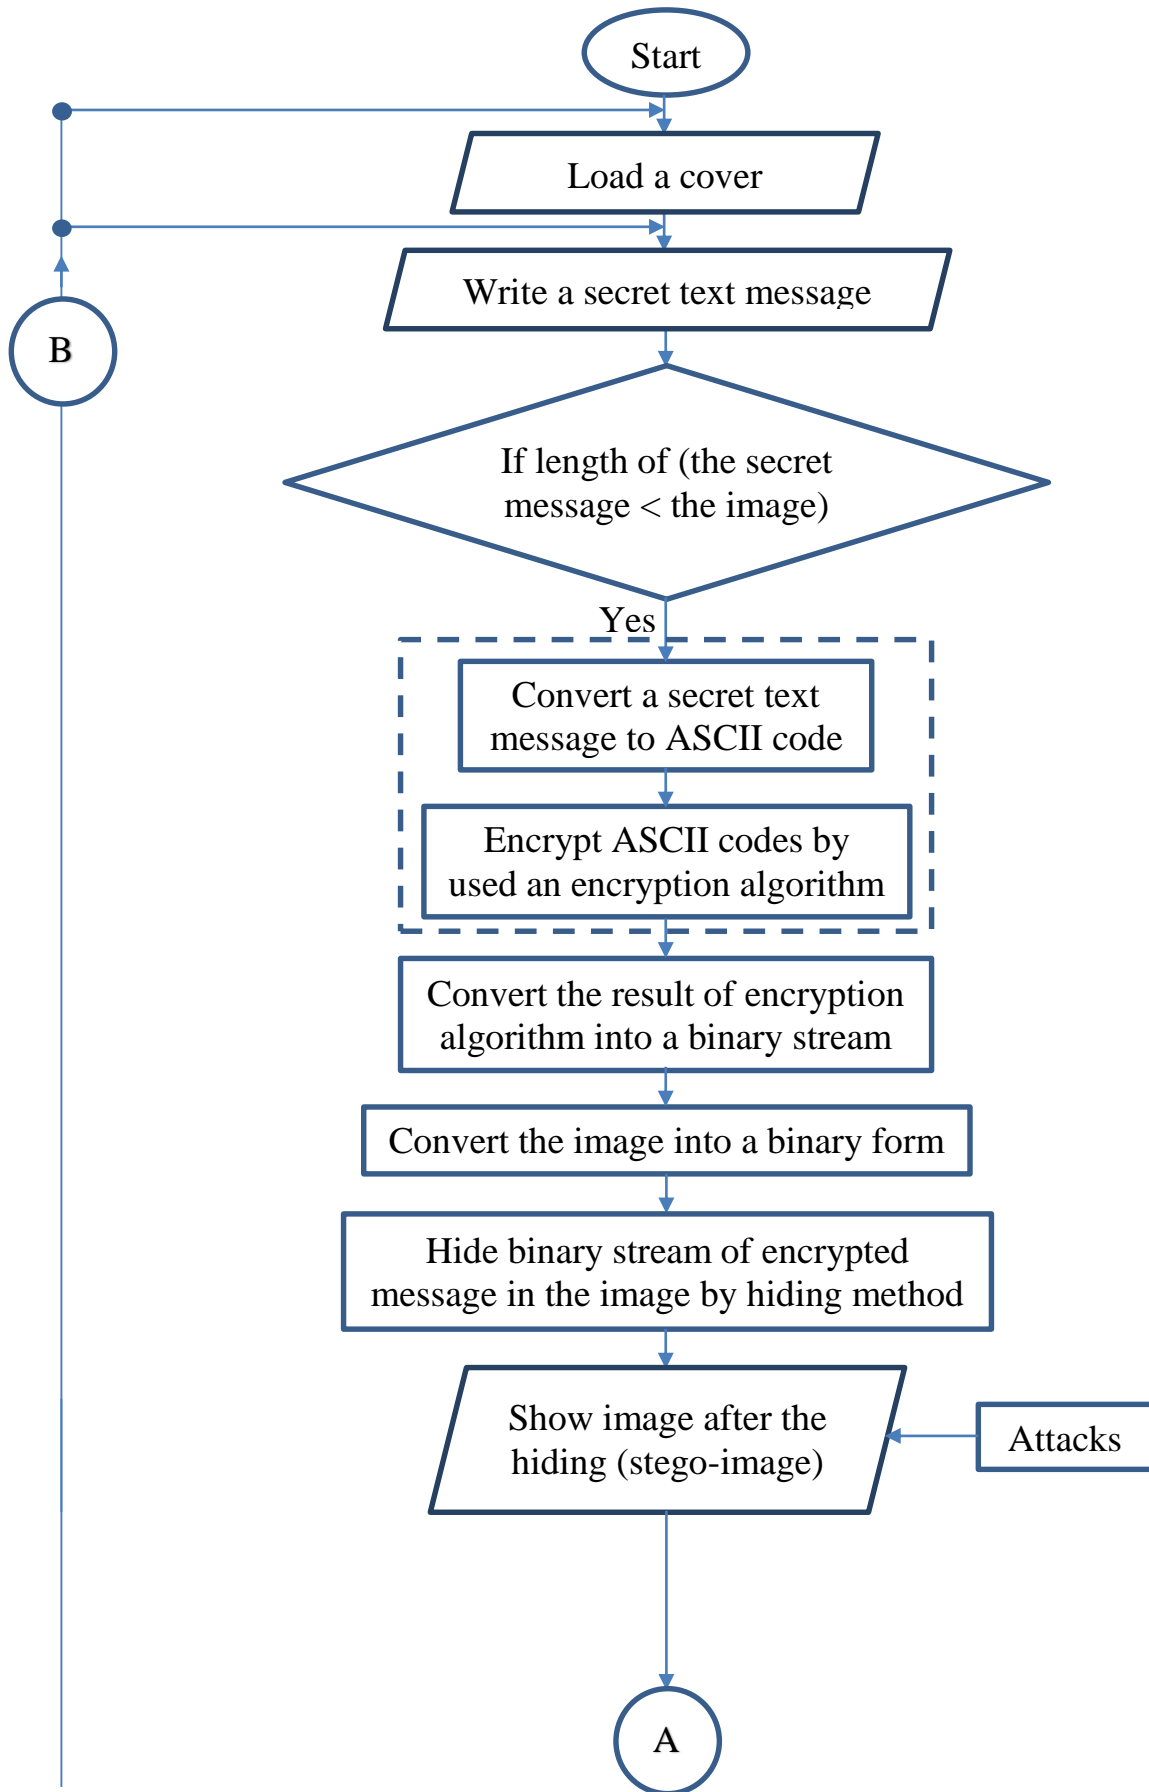 Start
Load a cover
Write a secret text message
B
If length of (the secret
message < the image)
Yes
Convert a secret text
message to ASCII code
Encrypt ASCII codes by
used an encryption algorithm
Convert the result of encryption
algorithm into a binary stream
Convert the image into a binary form
Hide binary stream of encrypted
message in the image by hiding method
Show image after the
hiding (stego-image)
Attacks
A